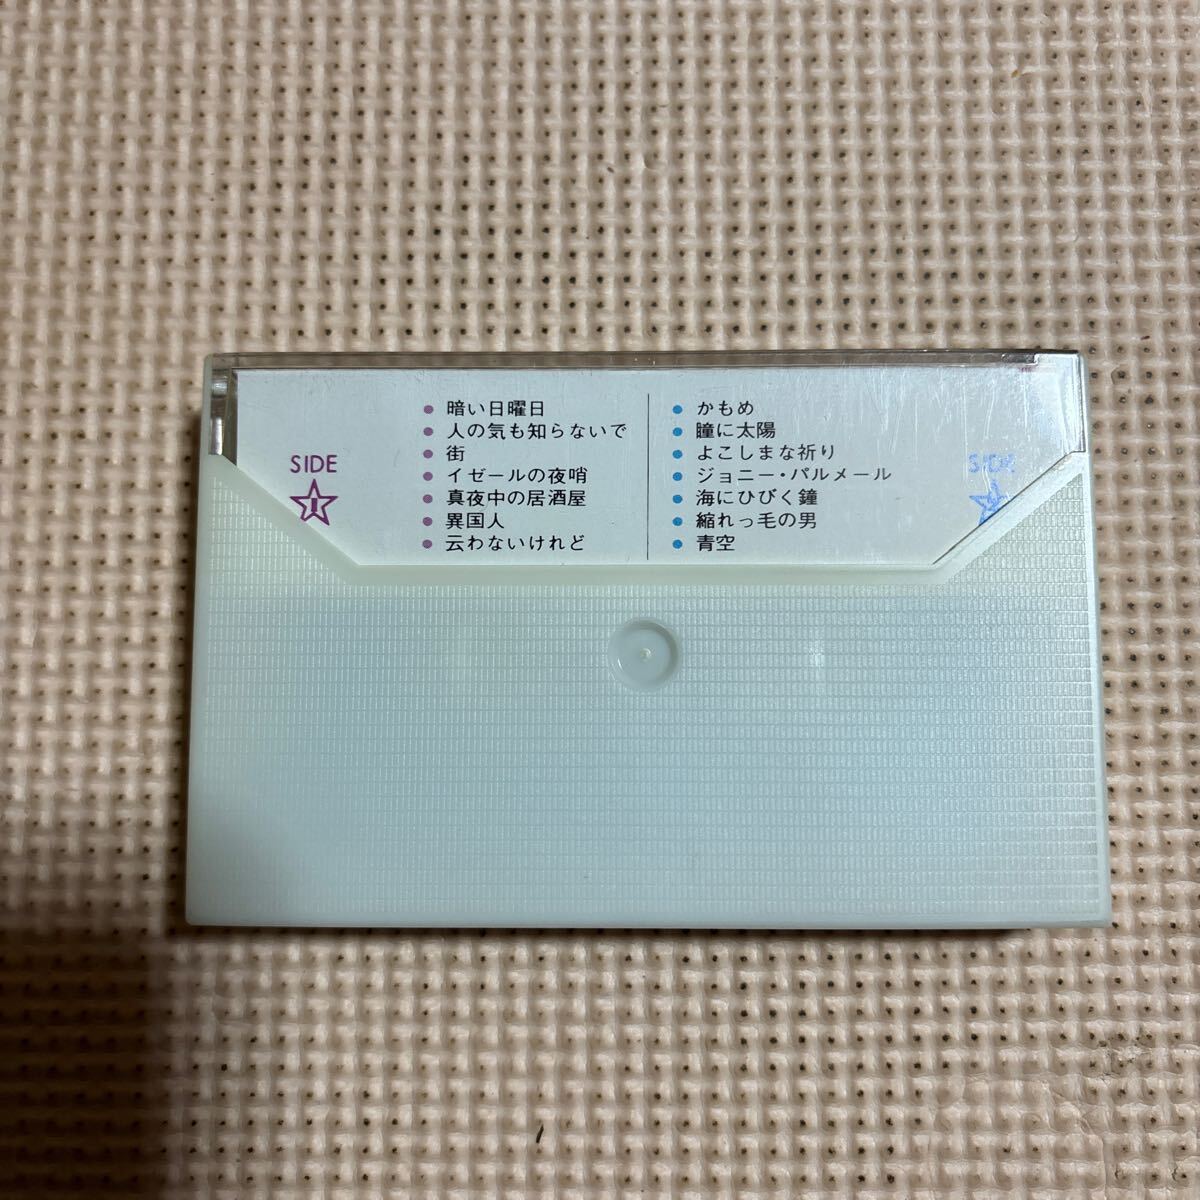 SIDE
1
● 暗い日曜日
● 人の気も知らないで
● 街
● イゼールの夜哨
● 真夜中の居酒屋
● 異国人
● 云わないけれど
● かもめ
● 瞳に太陽
● よこしまな祈り
● ジョニー・パルメール
● 海にひびく鐘
● 縮れっ毛の男
● 青空
SIDE
2